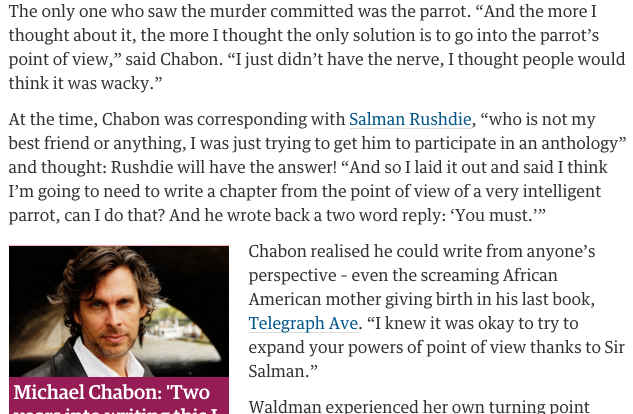 The only one who saw the murder committed was the parrot. “And the more I
thought about it, the more I thought the only solution is to go into the parrot’s
point of view,” said Chabon. “I just didn’t have the nerve, I thought people would
think it was wacky.”
At the time, Chabon was corresponding with Salman Rushdie, “who is not my
best friend or anything, I was just trying to get him to participate in an anthology”
and thought: Rushdie will have the answer! “And so I laid it out and said I think
I’m going to need to write a chapter from the point of view of a very intelligent
parrot, can I do that? And he wrote back a two word reply: ‘You must.’”
Chabon realised he could write from anyone’s
perspective – even the screaming African
American mother giving birth in his last book,
Telegraph Ave. “I knew it was okay to try to
expand your powers of point of view thanks to Sir
Salman.”
Waldman experienced her own turning point
Michael Chabon: 'Two
years into writing this I